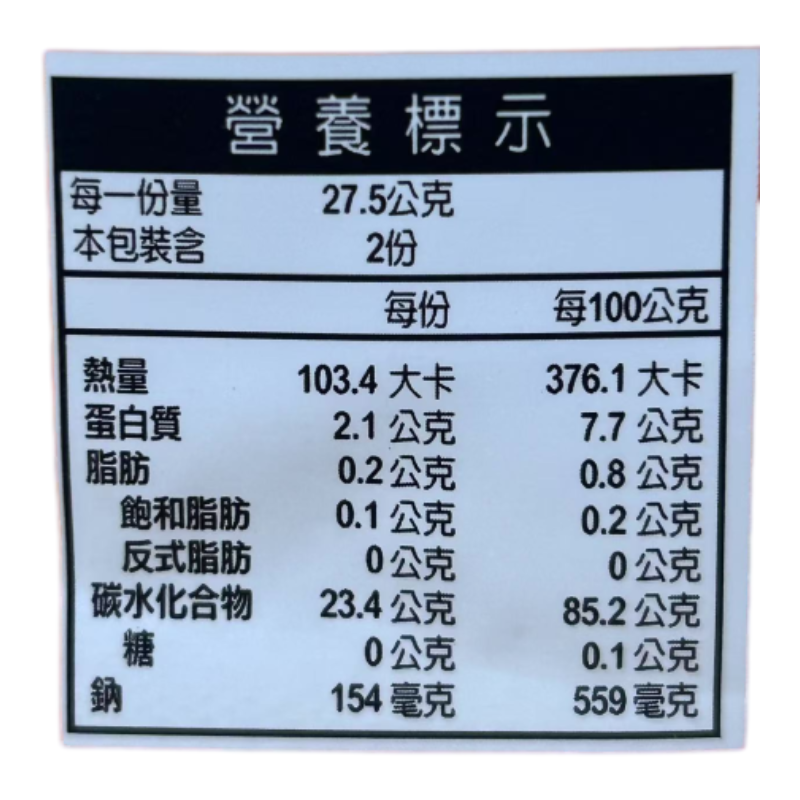 營養標示
每一份量 27.5公克
本包裝含 2份
每份 每100公克
熱量 103.4 大卡 376.1 大卡
蛋白質 2.1 公克 7.7 公克
脂肪 0.2 公克 0.8 公克
飽和脂肪 0.1 公克 0.2 公克
反式脂肪 0 公克 0 公克
碳水化合物 23.4 公克 85.2 公克
糖 0 公克 0.1 公克
鈉 154 毫克 559 毫克